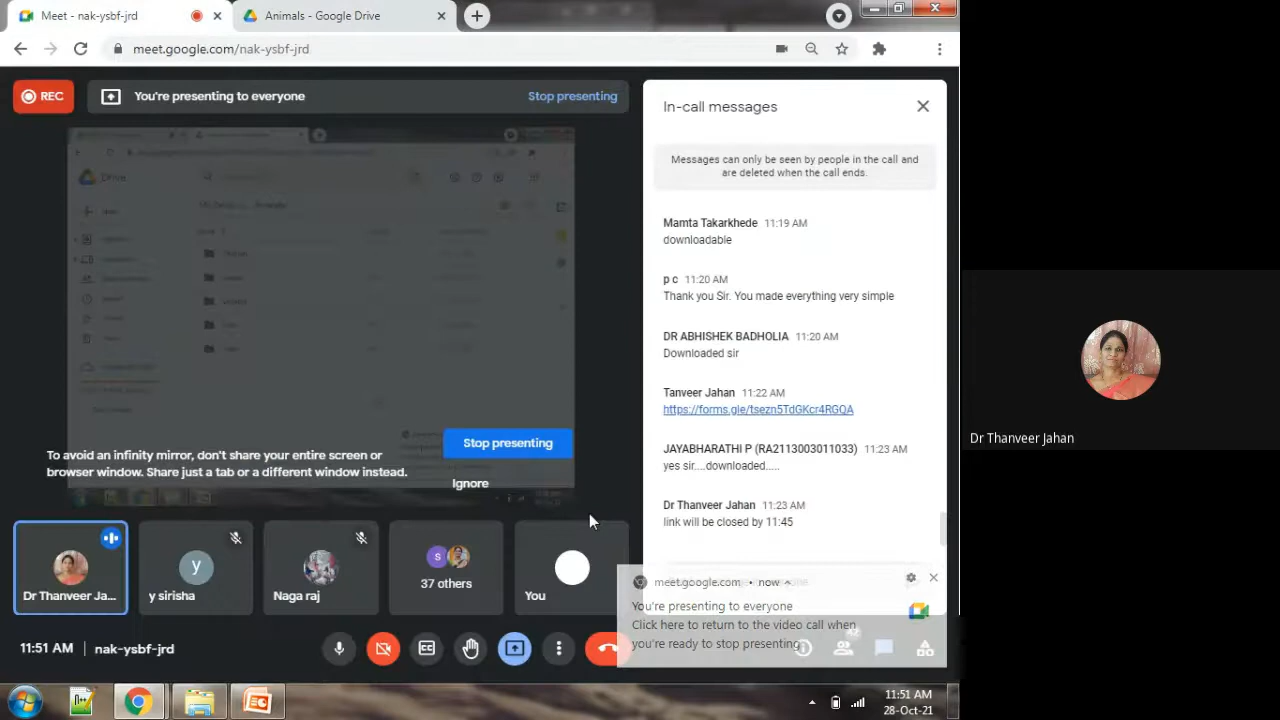 Meet - nak-ysbf-jrd
Animals - Google Drive
meet.google.com/nak-ysbf-jrd
REC
You're presenting to everyone
Stop presenting
Drive
To avoid an infinity mirror, don't share your entire screen or
browser window. Share just a tab or a different window instead.
Stop presenting
Ignore
In-call messages
Messages can only be seen by people in the call and
are deleted when the call ends.
Mamta Takarkhede 11:19 AM
downloadable
p c 11:20 AM
Thank you Sir. You made everything very simple
DR ABHISHEK BADHOLIA 11:20 AM
Downloaded sir
Tanveer Jahan 11:22 AM
https://forms.gle/tsezn5TdGKcr4RGQA
JAYABHARATHI P (RA2113003011033) 11:23 AM
yes sir....downloaded.....
Dr Thanveer Jahan 11:23 AM
link will be closed by 11:45
Dr Thanveer Ja...
y
y sirisha
Naga raj
s
37 others
You
meet.google.com • now
You're presenting to everyone
Click here to return to the video call when
you're ready to stop presenting
11:51 AM | nak-ysbf-jrd
11:51 AM
28-Oct-21
Dr Thanveer Jahan